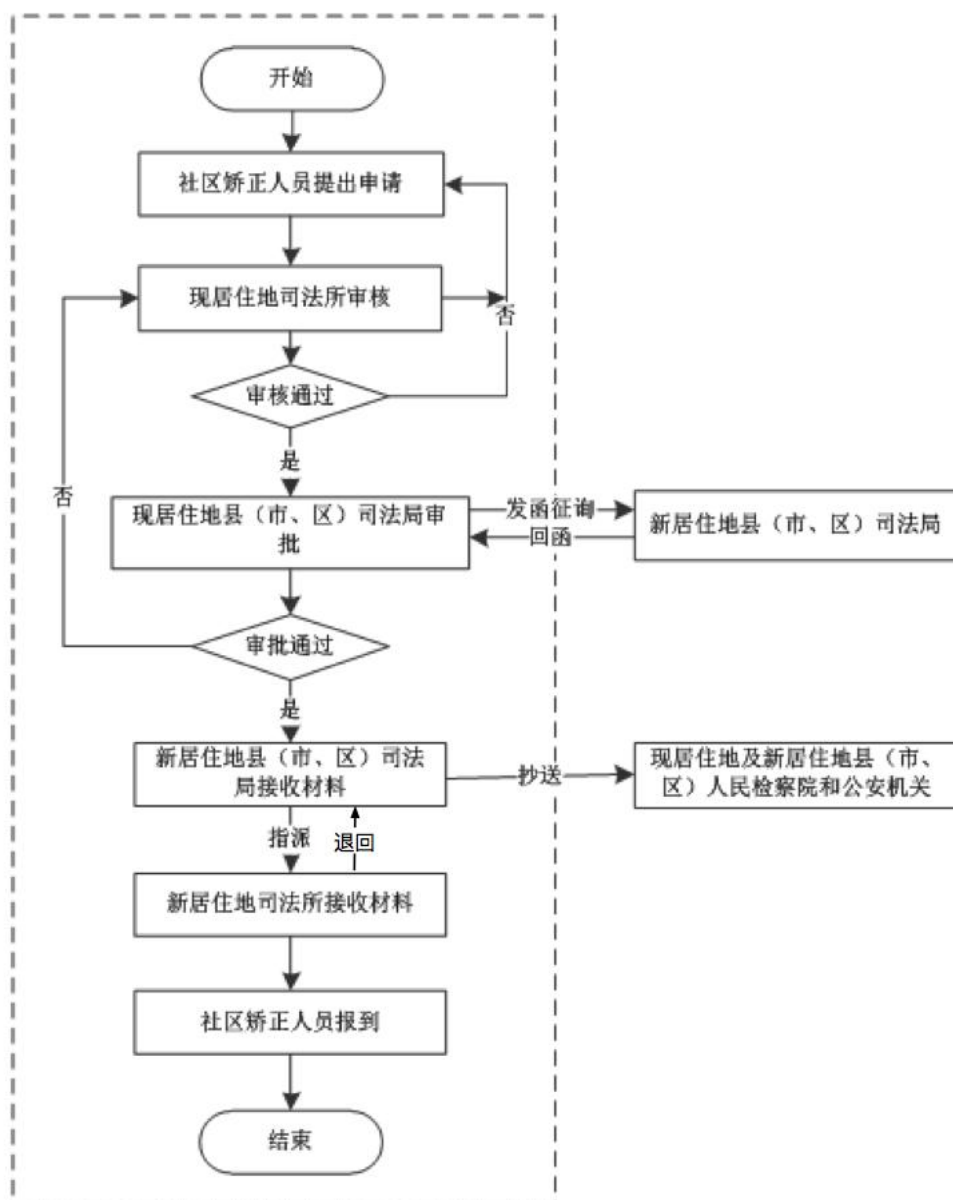 开始
社区矫正人员提出申请
现居住地司法所审核
否
审核通过
是
否
现居住地县（市、区）司法局审
批
发函征询
回函
新居住地县（市、区）司法局
审批通过
是
新居住地县（市、区）司法
局接收材料
抄送
现居住地及新居住地县（市、
区）人民检察院和公安机关
指派
退回
新居住地司法所接收材料
社区矫正人员报到
结束